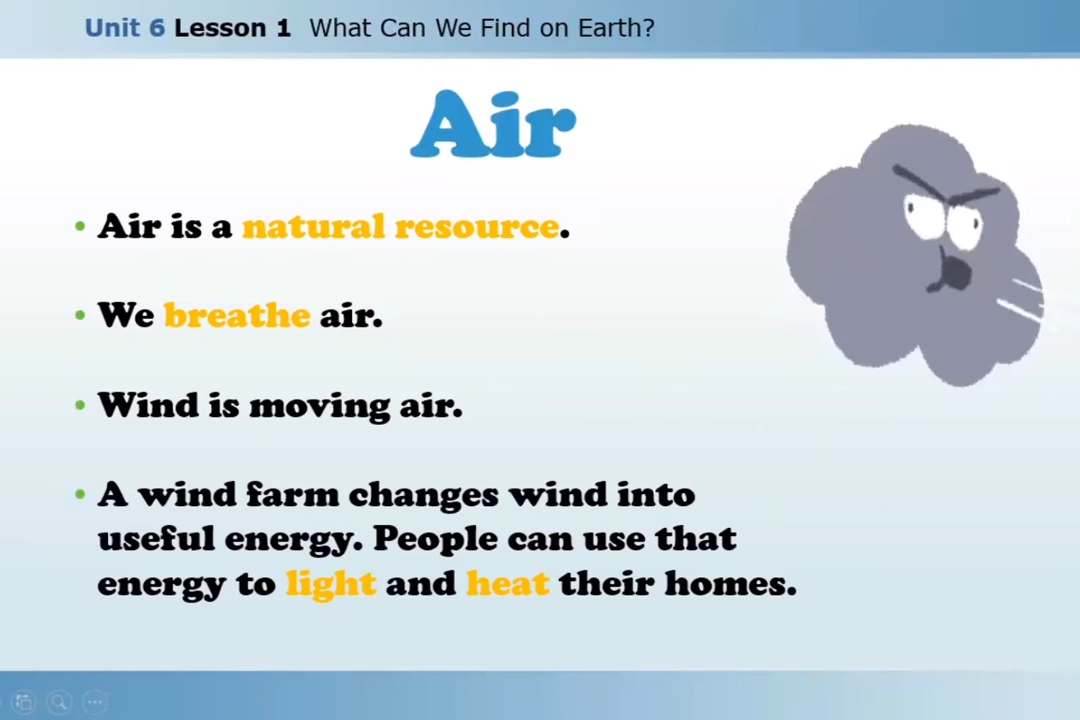 Unit 6 Lesson 1 What Can We Find on Earth?
Air
• Air is a natural resource.
• We breathe air.
• Wind is moving air.
• A wind farm changes wind into
useful energy. People can use that
energy to light and heat their homes.